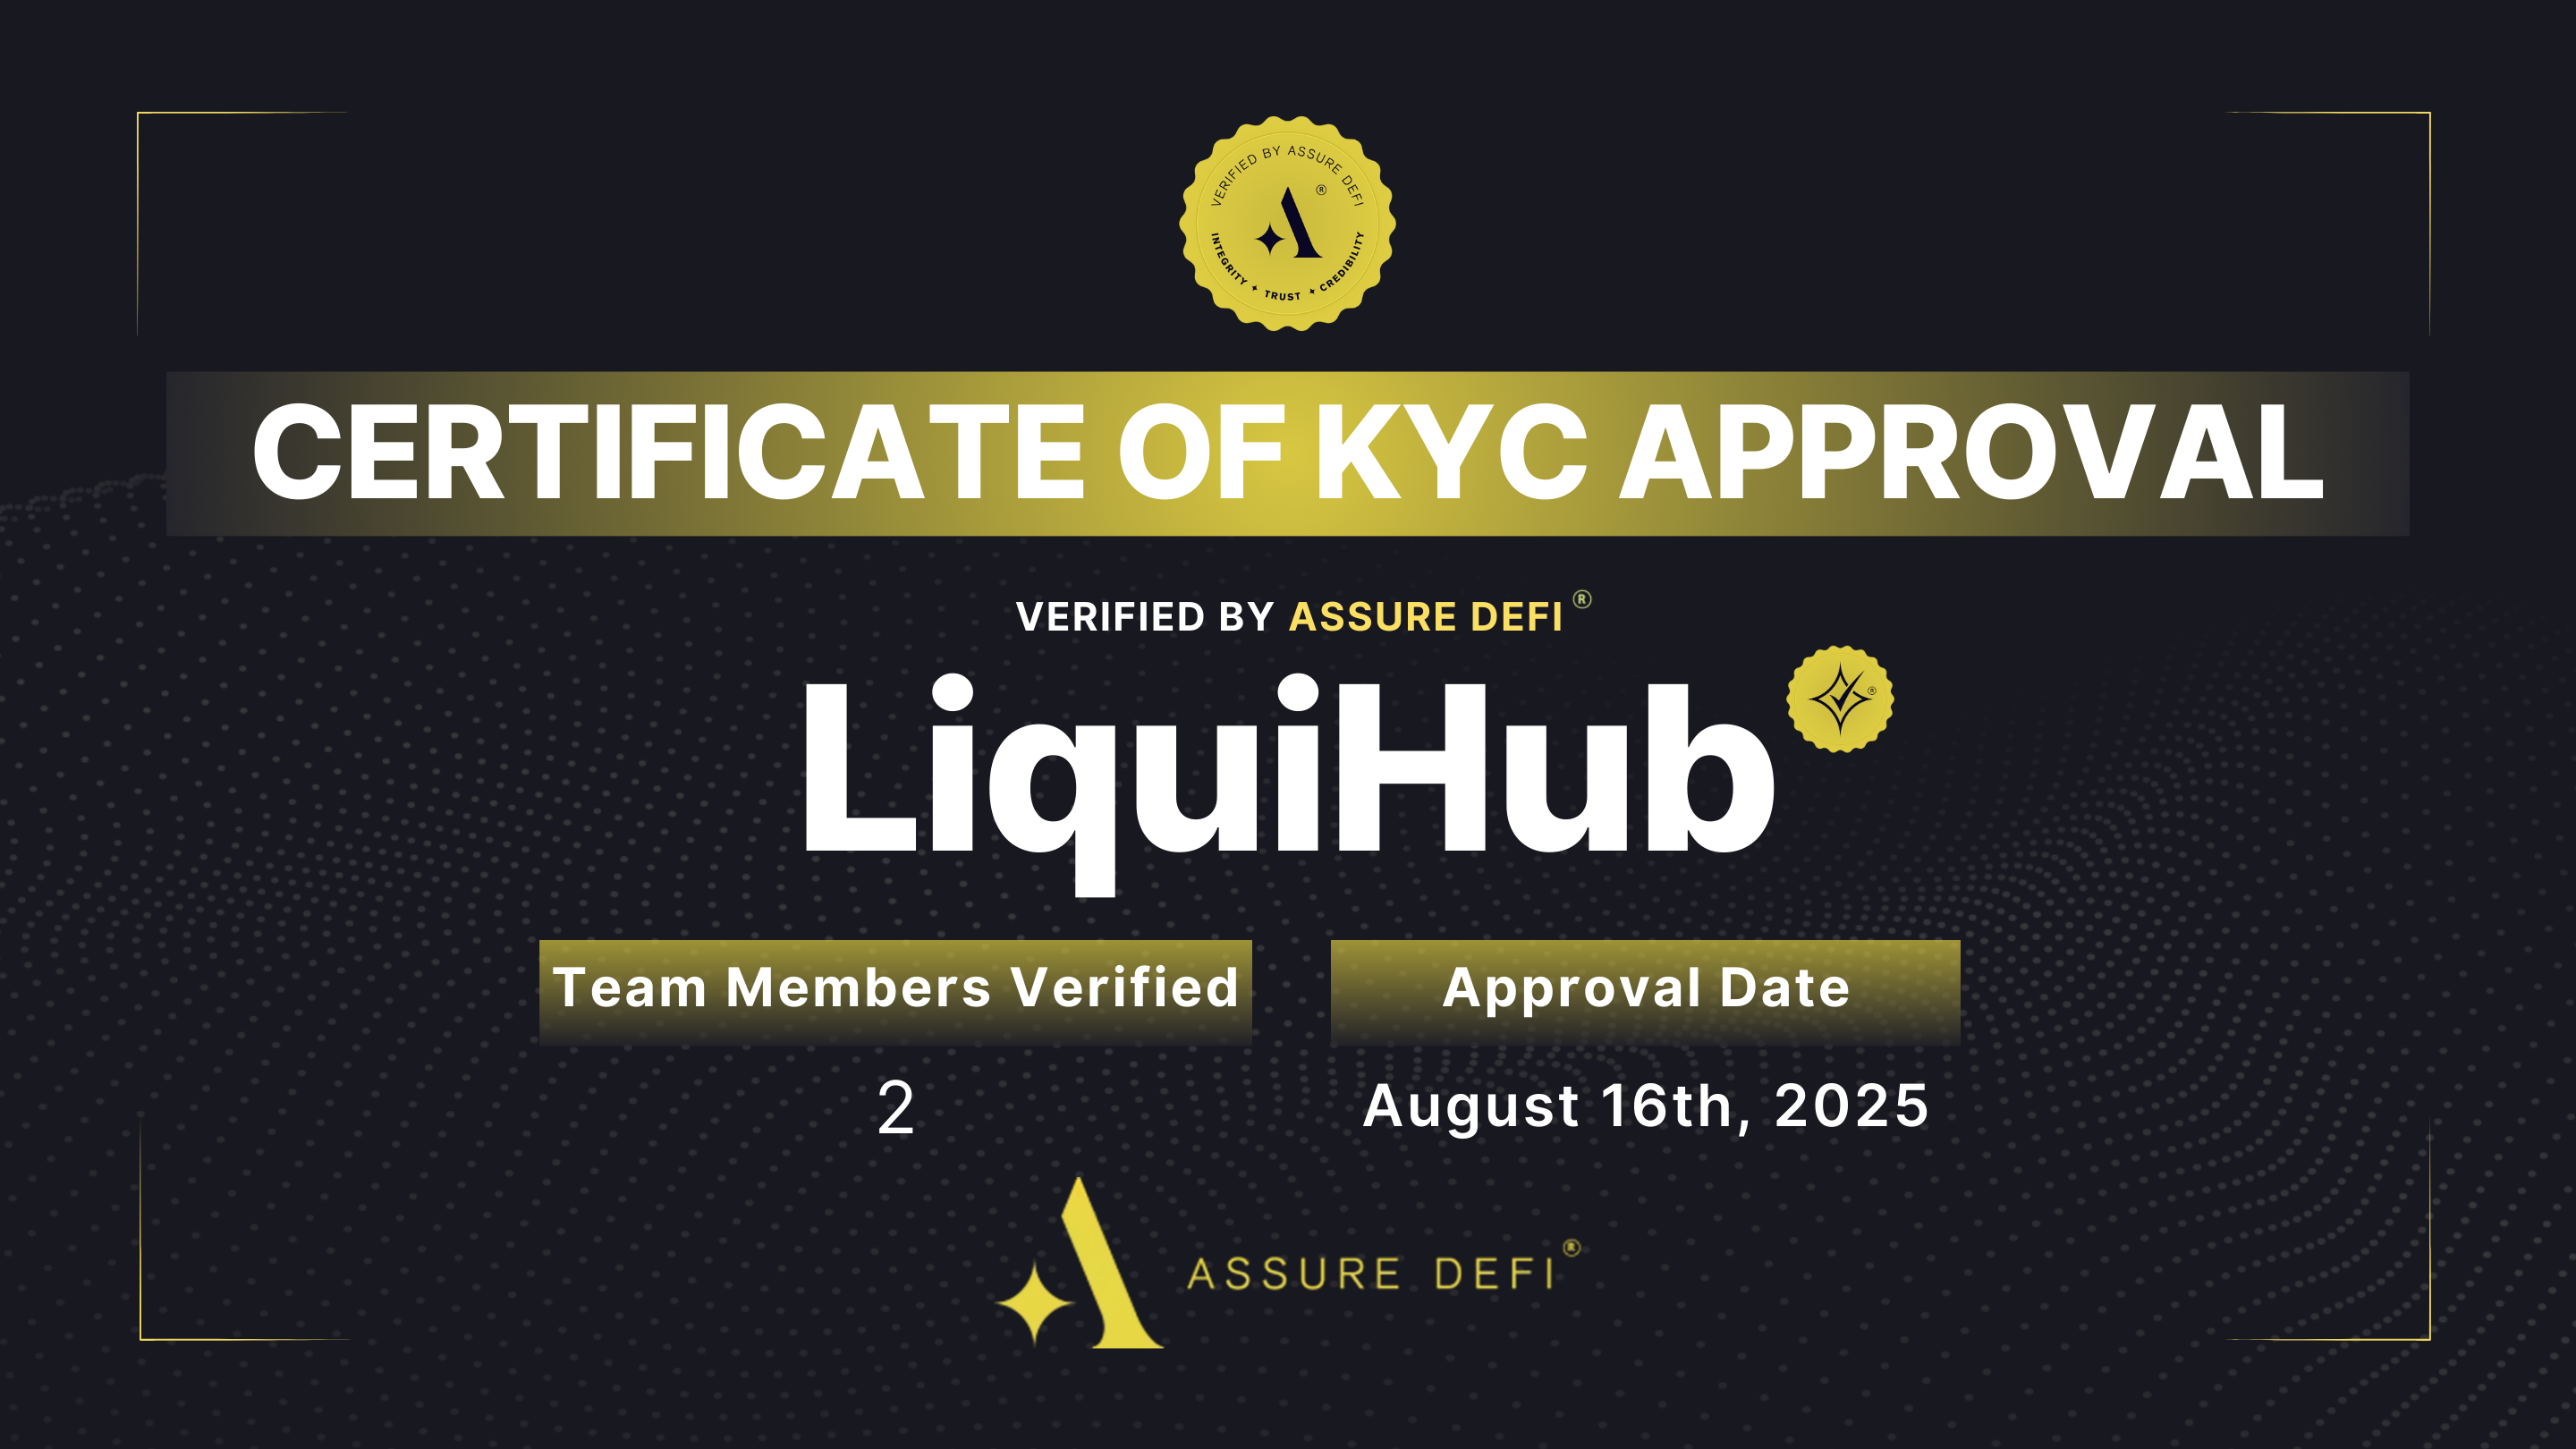 VERIFIED BY ASSURE DEFI
®
INTEGRITY ✦ TRUST ✦ CREDIBILITY
CERTIFICATE OF KYC APPROVAL
VERIFIED BY ASSURE DEFI ®
LiquiHub
®
Team Members Verified
2
Approval Date
August 16th, 2025
ASSURE DEFI ®